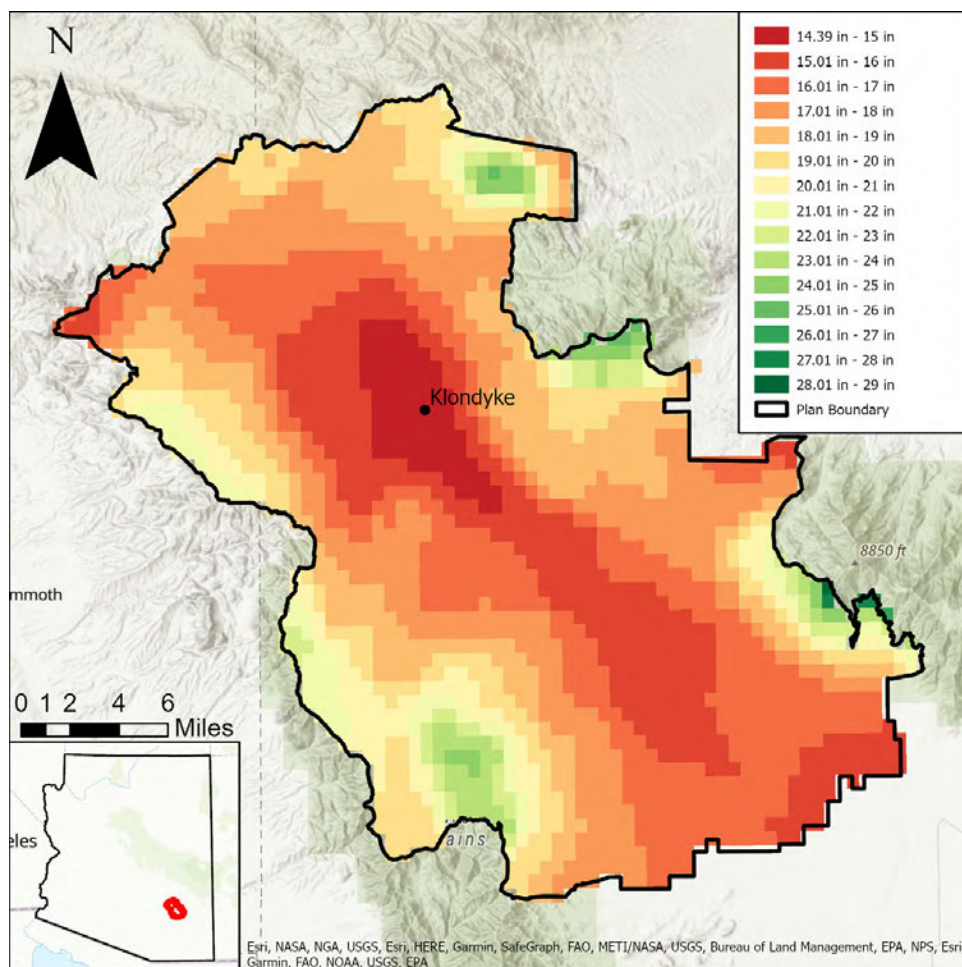 N
14.39 in - 15 in
15.01 in - 16 in
16.01 in - 17 in
17.01 in - 18 in
18.01 in - 19 in
19.01 in - 20 in
20.01 in - 21 in
21.01 in - 22 in
22.01 in - 23 in
23.01 in - 24 in
24.01 in - 25 in
25.01 in - 26 in
26.01 in - 27 in
27.01 in - 28 in
28.01 in - 29 in
Plan Boundary
Klondyke
8850 ft
mmoth
0 1 2 4 6
Miles
ains
eles
Esri, NASA, NGA, USGS, Esri, HERE, Garmin, SafeGraph, FAO, METI/NASA, USGS, Bureau of Land Management, EPA, NPS, Esri
Garmin, FAO, NOAA, USGS, EPA